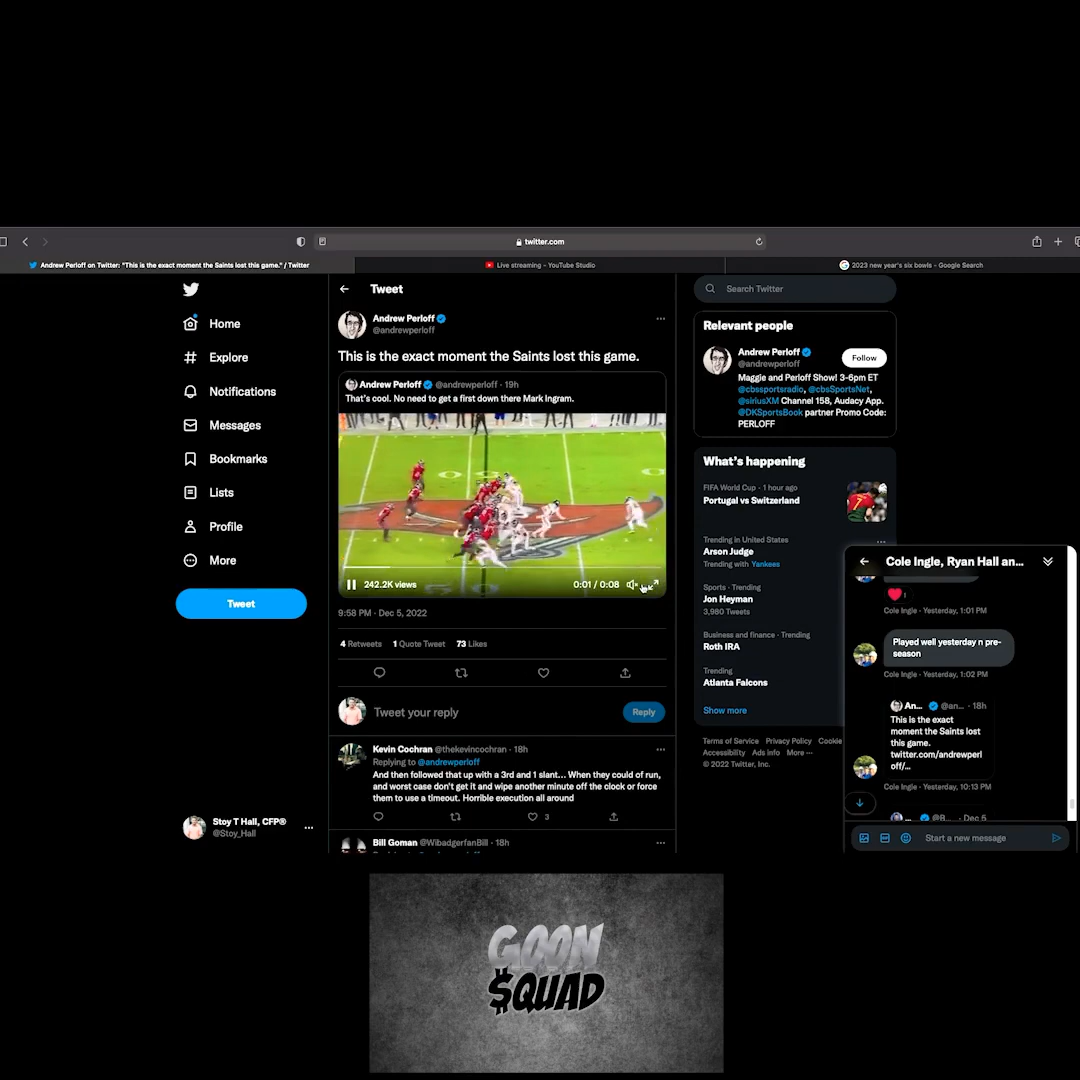 twitter.com
Andrew Perloff on Twitter: "This is the exact moment the Saints lost this game." / Twitter
Live streaming - YouTube Studio
2023 new year's six bowls - Google Search
Home
Explore
Notifications
Messages
Bookmarks
Lists
Profile
More
Tweet
Stoy T Hall, CFP®
@Stoy_Hall
Tweet
Andrew Perloff
@andrewperloff
This is the exact moment the Saints lost this game.
Andrew Perloff @andrewperloff · 19h
That's cool. No need to get a first down there Mark Ingram.
242.2K views
0:01 / 0:08
9:58 PM · Dec 5, 2022
4 Retweets 1 Quote Tweet 73 Likes
Tweet your reply
Reply
Kevin Cochran @thekevincochran · 18h
Replying to @andrewperloff
And then followed that up with a 3rd and 1 slant... When they could of run,
and worst case don't get it and wipe another minute off the clock or force
them to use a timeout. Horrible execution all around
3
Bill Goman @WibadgerfanBill · 18h
Search Twitter
Relevant people
Andrew Perloff
@andrewperloff
Follow
Maggie and Perloff Show! 3-6pm ET
@cbssportsradio, @cbsSportsNet,
@siriusXM Channel 158, Audacy App.
@DKSportsBook partner Promo Code:
PERLOFF
What's happening
FIFA World Cup · 1 hour ago
Portugal vs Switzerland
Trending in United States
Arson Judge
Trending with Yankees
Sports · Trending
Jon Heyman
3,980 Tweets
Business and finance · Trending
Roth IRA
Trending
Atlanta Falcons
Show more
Terms of Service Privacy Policy Cookie
Accessibility Ads info More ...
© 2022 Twitter, Inc.
Cole Ingle, Ryan Hall an...
1
Cole Ingle · Yesterday, 1:01 PM
Played well yesterday n pre-
season
Cole Ingle · Yesterday, 1:02 PM
An... @an... · 18h
This is the exact
moment the Saints lost
this game.
twitter.com/andrewperl
off/...
Cole Ingle · Yesterday, 10:13 PM
... @B... · Dec 5
Start a new message
GOON
$QUAD